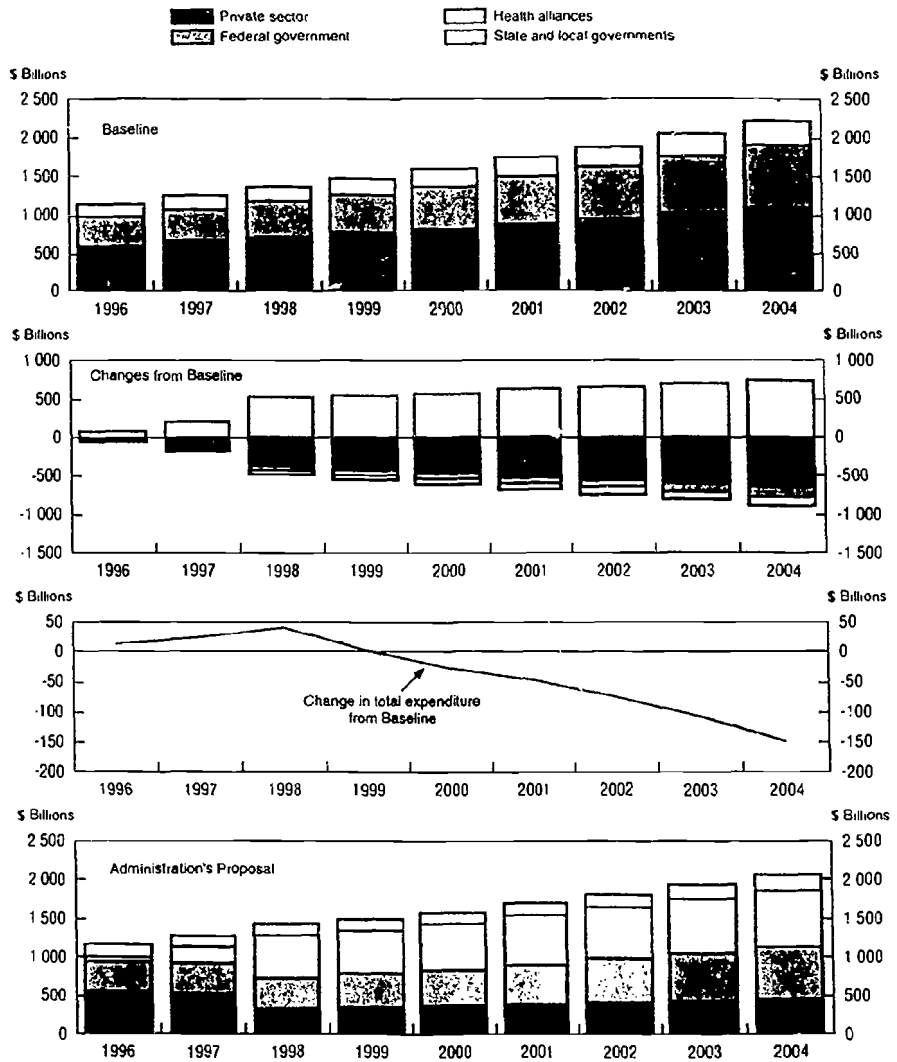 Private sector Health alliances
Federal government State and local governments
$ Billions $ Billions
2 500 2 500
Baseline
2 000 2 000
1 500 1 500
1 000 1 000
500 500
0 0
1996 1997 1998 1999 2000 2001 2002 2003 2004
$ Billions $ Billions
1 000 1 000
Changes from Baseline
500 500
0 0
-500 -500
-1 000 -1 000
-1 500 -1 500
1996 1997 1998 1999 2000 2001 2002 2003 2004
$ Billions $ Billions
50 50
0 0
-50 -50
Change in total expenditure
-100 -100
from Baseline
-150 -150
-200 -200
1996 1997 1998 1999 2000 2001 2002 2003 2004
$ Billions $ Billions
2 500 2 500
Administration's Proposal
2 000 2 000
1 500 1 500
1 000 1 000
500 500
0 0
1996 1997 1998 1999 2000 2001 2002 2003 2004